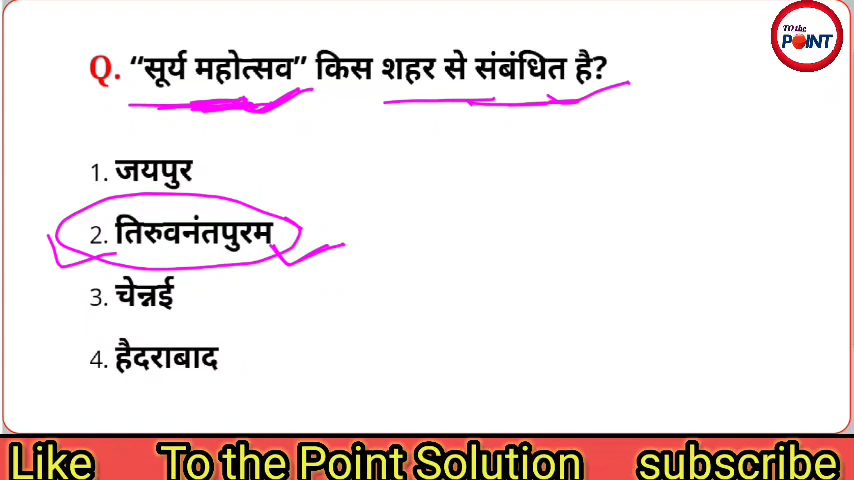 TO the
POINT
Q. “सूर्य महोत्सव” किस शहर से संबंधित है?
1. जयपुर
2. तिरुवनंतपुरम
3. चेन्नई
4. हैदराबाद
Like To the Point Solution subscribe